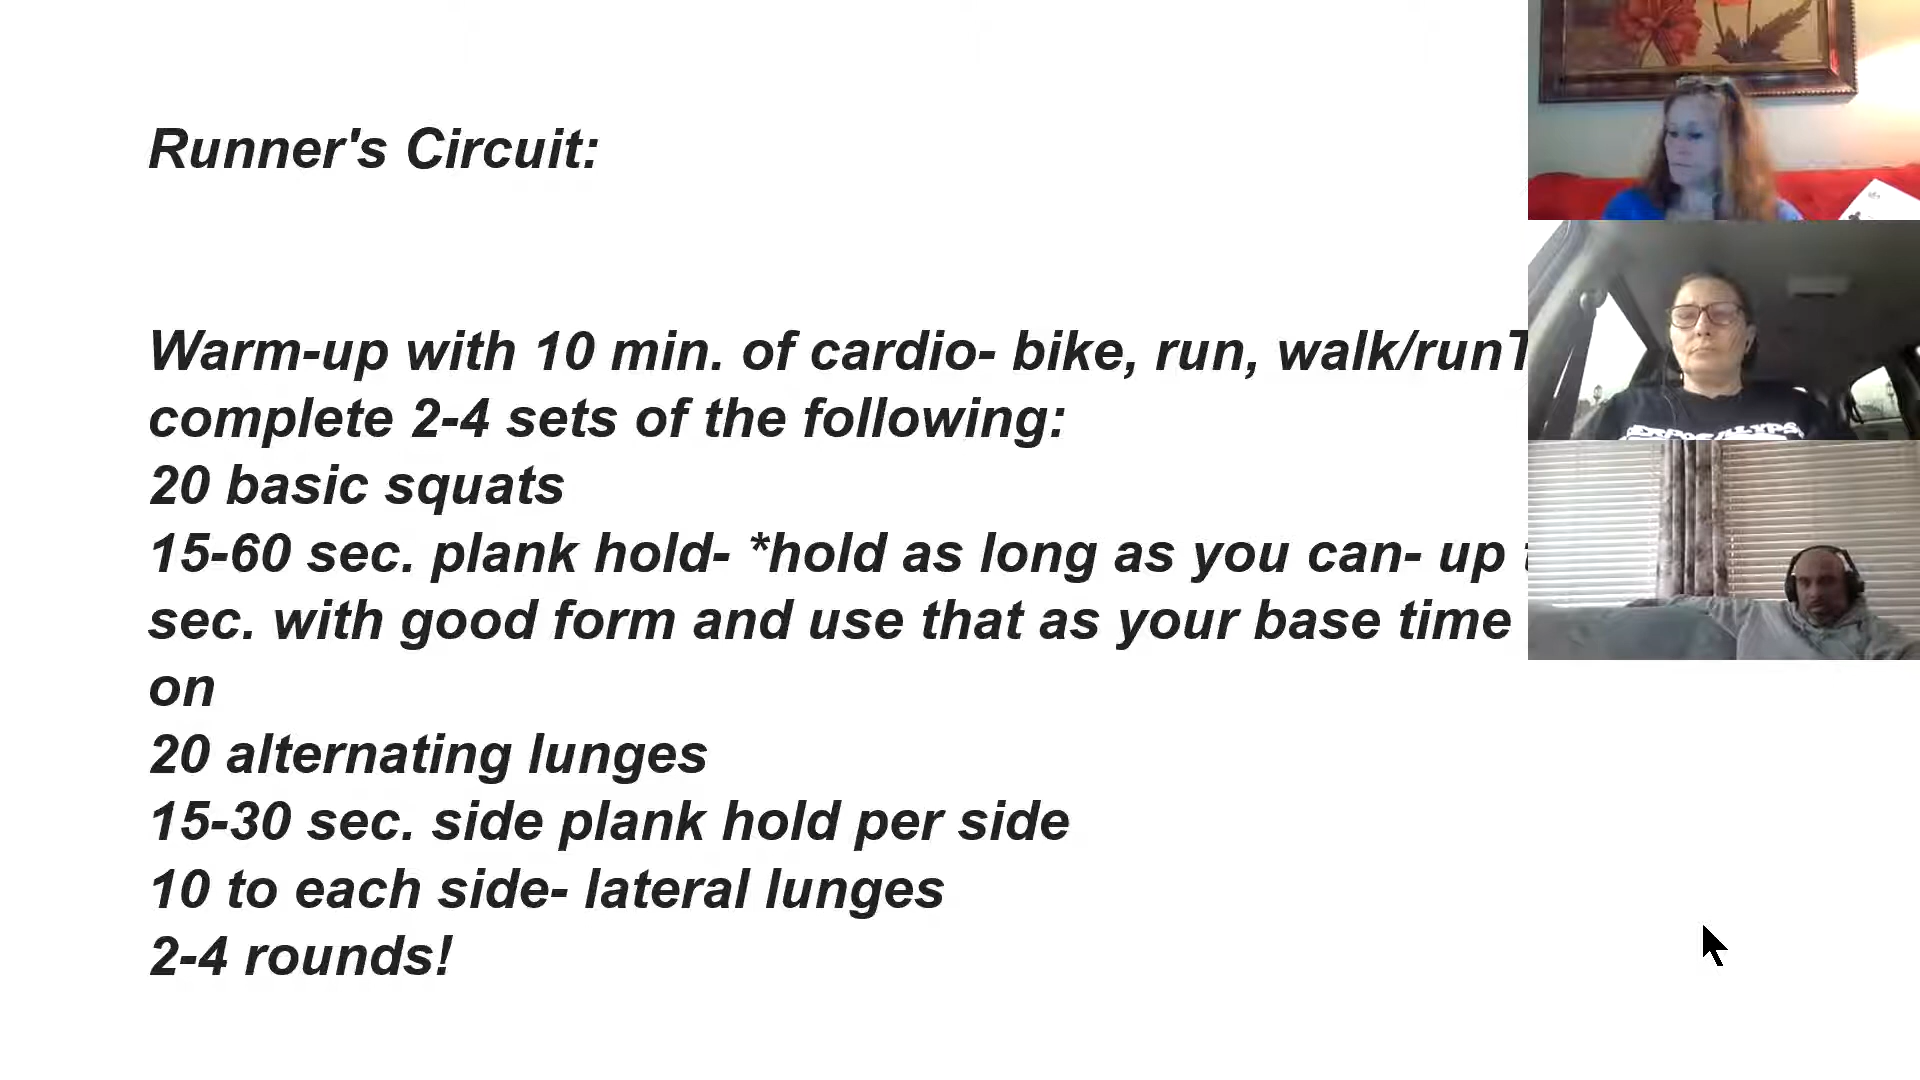 Runner's Circuit:
Warm-up with 10 min. of cardio- bike, run, walk/runT
complete 2-4 sets of the following:
20 basic squats
15-60 sec. plank hold- *hold as long as you can- up
sec. with good form and use that as your base time
on
20 alternating lunges
15-30 sec. side plank hold per side
10 to each side- lateral lunges
2-4 rounds!